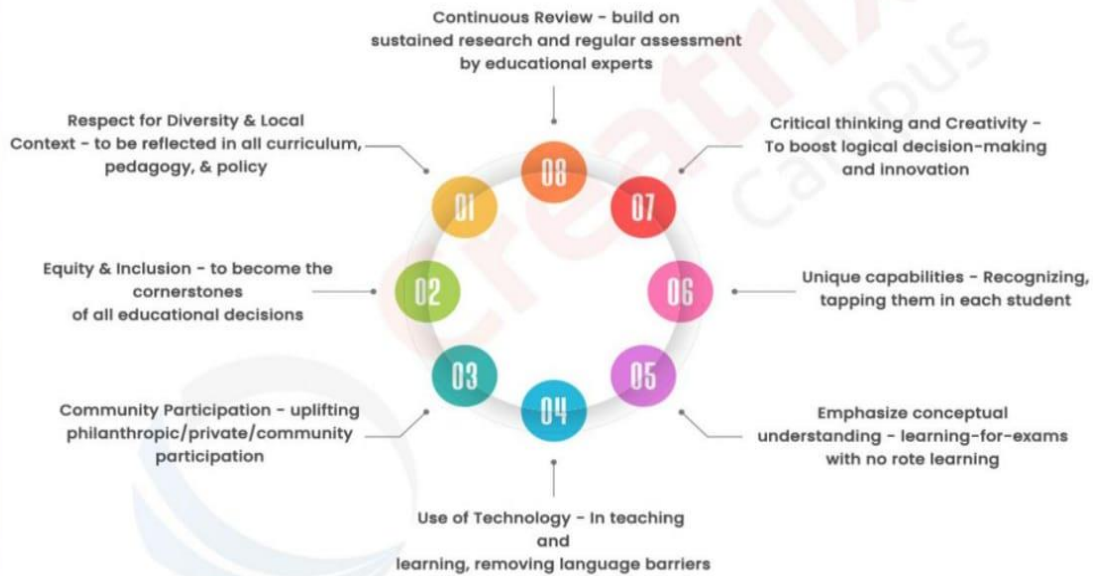 Continuous Review - build on
sustained research and regular assessment
by educational experts
Respect for Diversity & Local
Context - to be reflected in all curriculum,
pedagogy, & policy
Critical thinking and Creativity -
To boost logical decision-making
and innovation
08
01
07
Equity & Inclusion - to become the
cornerstones
of all educational decisions
02
06
Unique capabilities - Recognizing,
tapping them in each student
03
05
04
Community Participation - uplifting
philanthropic/private/community
participation
Emphasize conceptual
understanding - learning-for-exams
with no rote learning
Use of Technology - In teaching
and
learning, removing language barriers
Creatrix
Campus